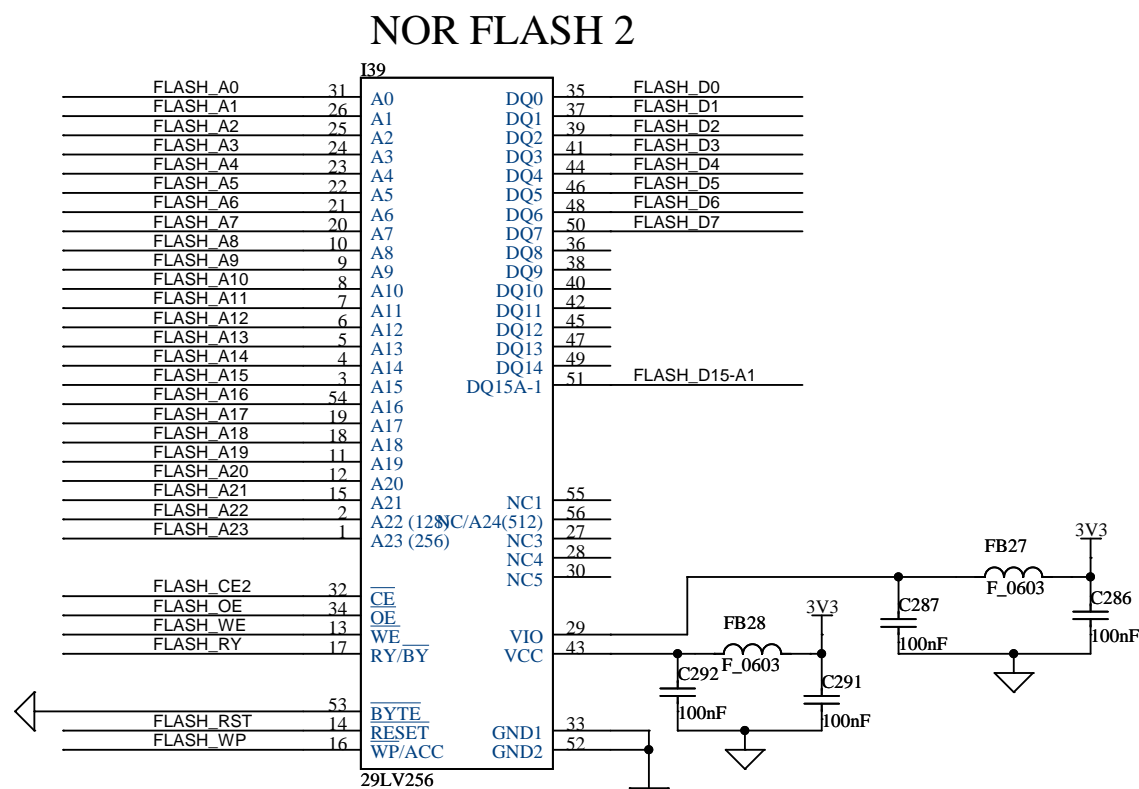 NOR FLASH 2
I39
FLASH_A0 31 A0 DQ0 35 FLASH_D0
FLASH_A1 26 A1 DQ1 37 FLASH_D1
FLASH_A2 25 A2 DQ2 39 FLASH_D2
FLASH_A3 24 A3 DQ3 41 FLASH_D3
FLASH_A4 23 A4 DQ4 44 FLASH_D4
FLASH_A5 22 A5 DQ5 46 FLASH_D5
FLASH_A6 21 A6 DQ6 48 FLASH_D6
FLASH_A7 20 A7 DQ7 50 FLASH_D7
FLASH_A8 10 A8 DQ8 36
FLASH_A9 9 A9 DQ9 38
FLASH_A10 8 A10 DQ10 40
FLASH_A11 7 A11 DQ11 42
FLASH_A12 6 A12 DQ12 45
FLASH_A13 5 A13 DQ13 47
FLASH_A14 4 A14 DQ14 49
FLASH_A15 3 A15 DQ15A-1 51 FLASH_D15-A1
FLASH_A16 54 A16
FLASH_A17 19 A17
FLASH_A18 18 A18
FLASH_A19 11 A19
FLASH_A20 12 A20
FLASH_A21 15 A21 NC1 55
FLASH_A22 2 A22 (128) NC/A24(512) 56
FLASH_A23 1 A23 (256) NC3 27
NC4 28
NC5 30
FB27 3V3
F_0603
C287 100nF
C286 100nF
FLASH_CE2 32 CE
FLASH_OE 34 OE
FLASH_WE 13 WE VIO 29
FLASH_RY 17 RY/BY VCC 43
FB28 3V3
F_0603
C292 100nF
C291 100nF
53 BYTE
FLASH_RST 14 RESET GND1 33
FLASH_WP 16 WP/ACC GND2 52
29LV256